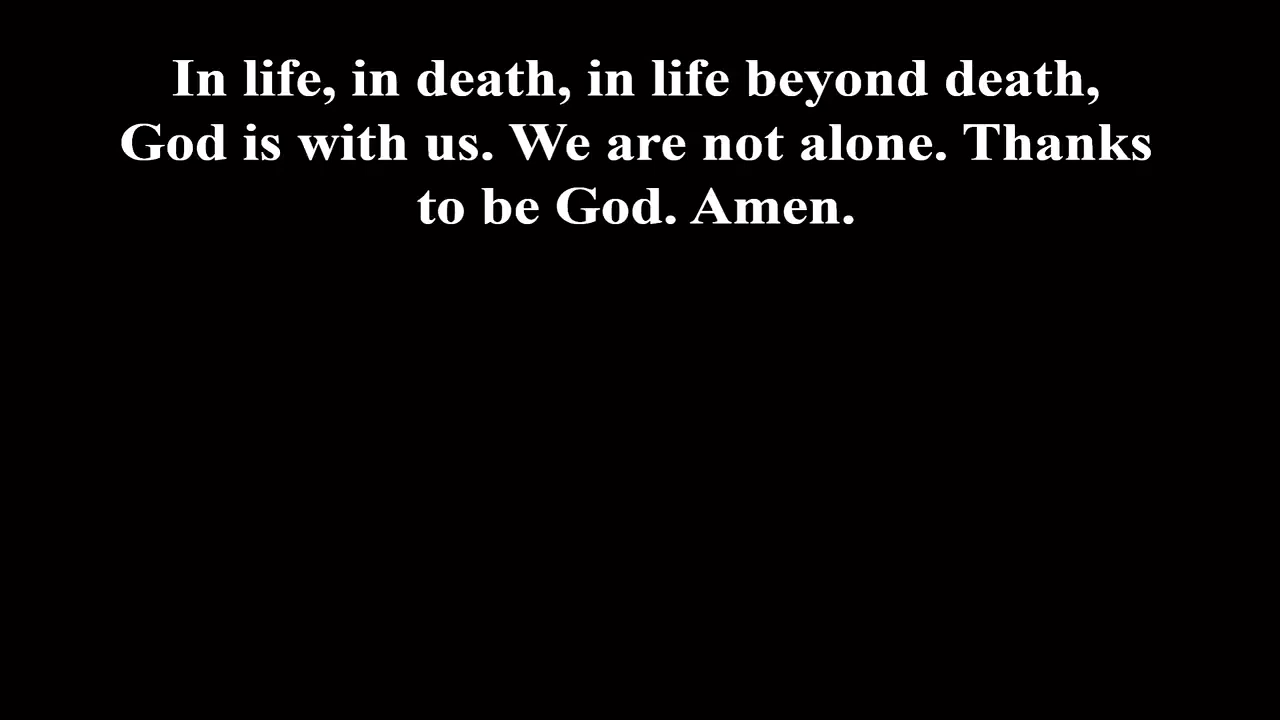 In life, in death, in life beyond death,
God is with us. We are not alone. Thanks
to be God. Amen.